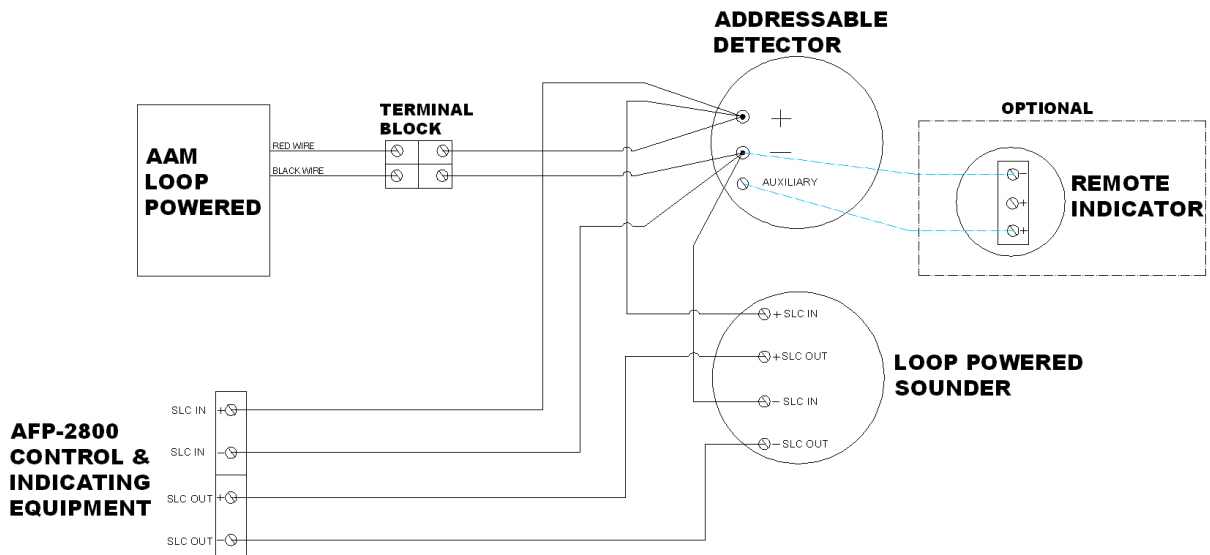 ADDRESSABLE
DETECTOR
+
—
AUXILIARY
OPTIONAL
-
+
+
REMOTE
INDICATOR
TERMINAL
BLOCK
AAM
LOOP
POWERED
RED WIRE
BLACK WIRE
+ SLC IN
+ SLC OUT
- SLC IN
- SLC OUT
LOOP POWERED
SOUNDER
AFP-2800
CONTROL &
INDICATING
EQUIPMENT
SLC IN +
SLC IN -
SLC OUT +
SLC OUT -